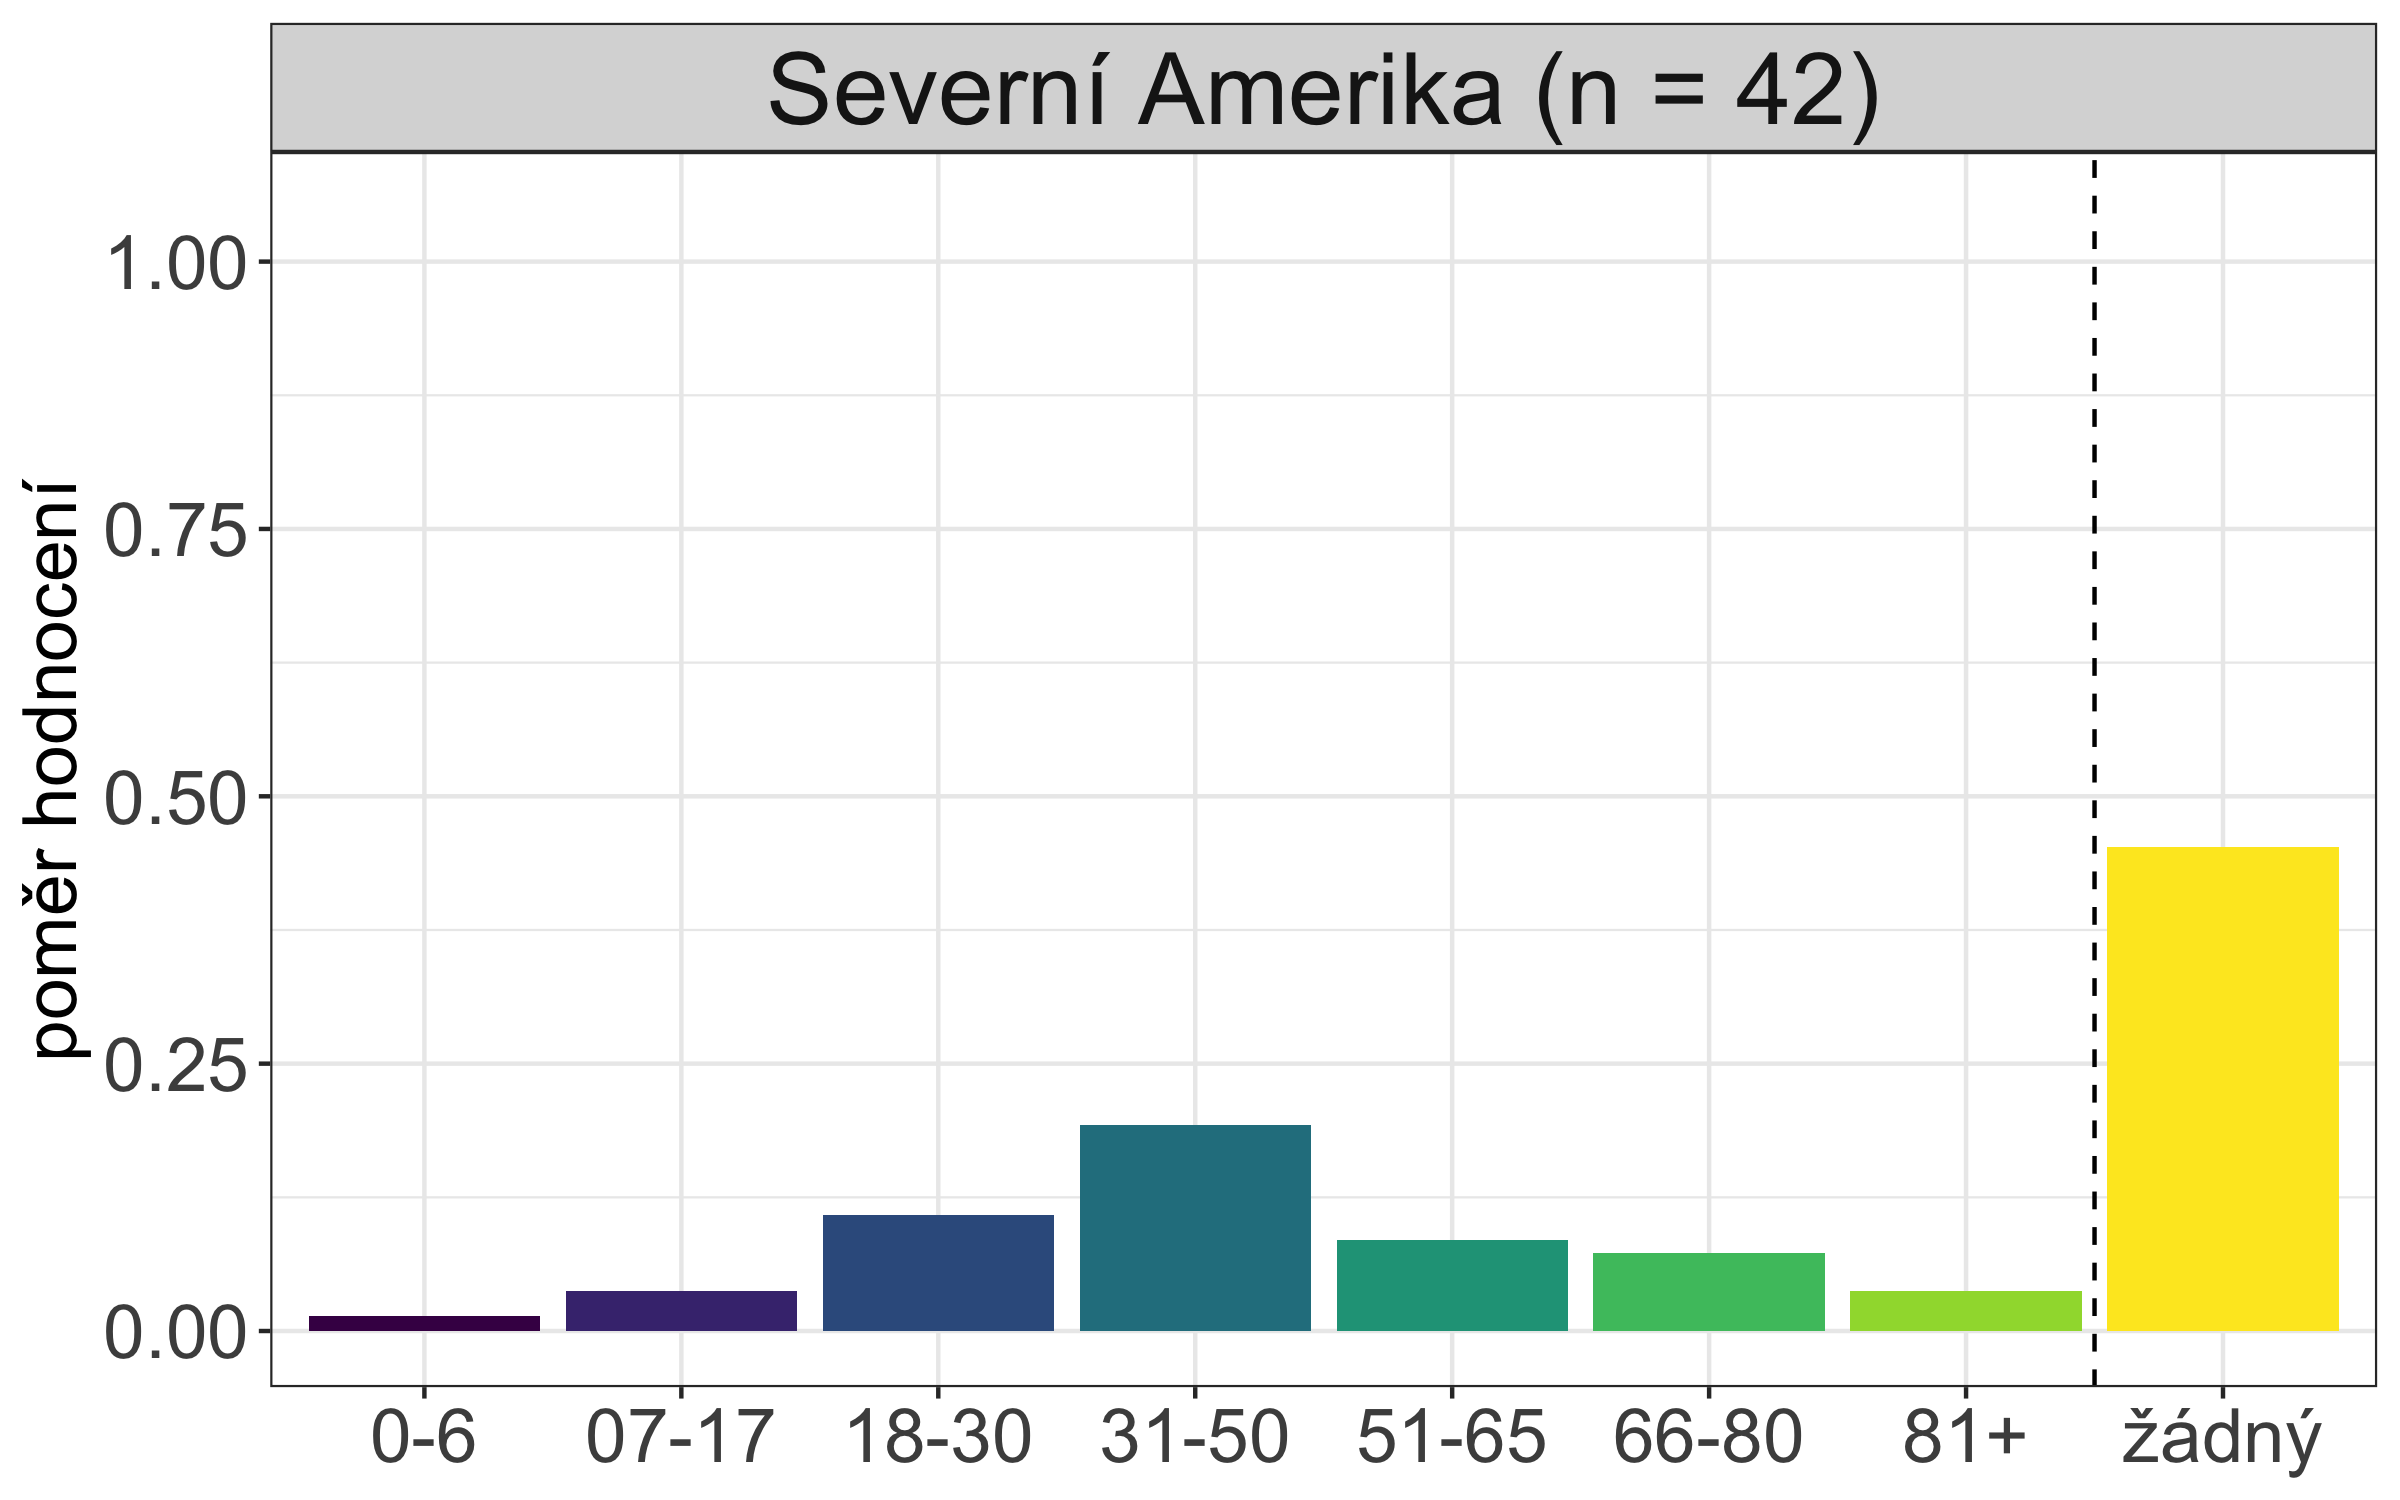 Severní Amerika (n = 42)
poměr hodnocení
1.00
0.75
0.50
0.25
0.00
0-6 07-17 18-30 31-50 51-65 66-80 81+ žádný